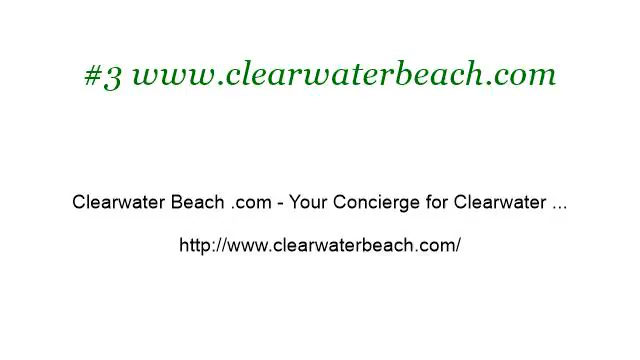 #3 www.clearwaterbeach.com
Clearwater Beach .com - Your Concierge for Clearwater ...
http://www.clearwaterbeach.com/